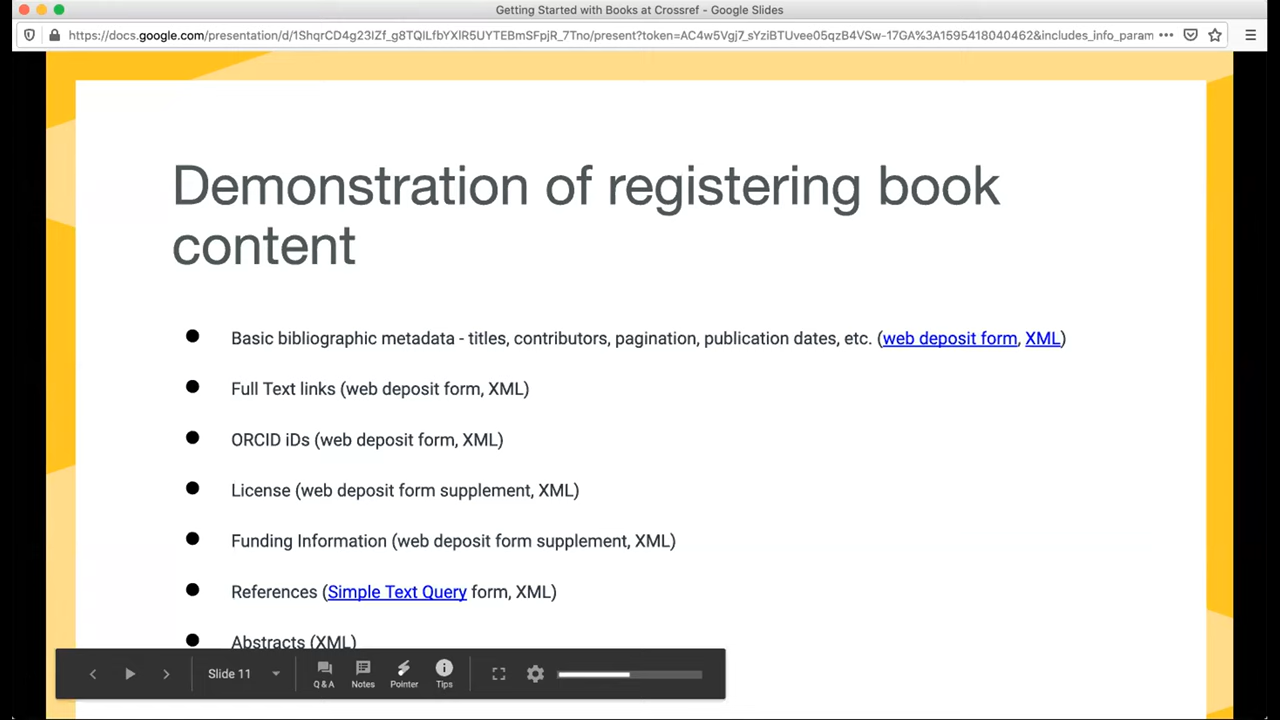 Getting Started with Books at Crossref - Google Slides
https://docs.google.com/presentation/d/1ShqrCD4g23IZf_g8TQILfbYXlR5UYTEBmSFpjR_7Tno/present?token=AC4w5Vgj7_sYziBTUvee05qzB4VSw-17GA%3A1595418040462&includes_info_param
Demonstration of registering book
content
Basic bibliographic metadata - titles, contributors, pagination, publication dates, etc. (web deposit form, XML)
Full Text links (web deposit form, XML)
ORCID iDs (web deposit form, XML)
License (web deposit form supplement, XML)
Funding Information (web deposit form supplement, XML)
References (Simple Text Query form, XML)
Abstracts (XML)
Slide 11
Q & A Notes Pointer Tips